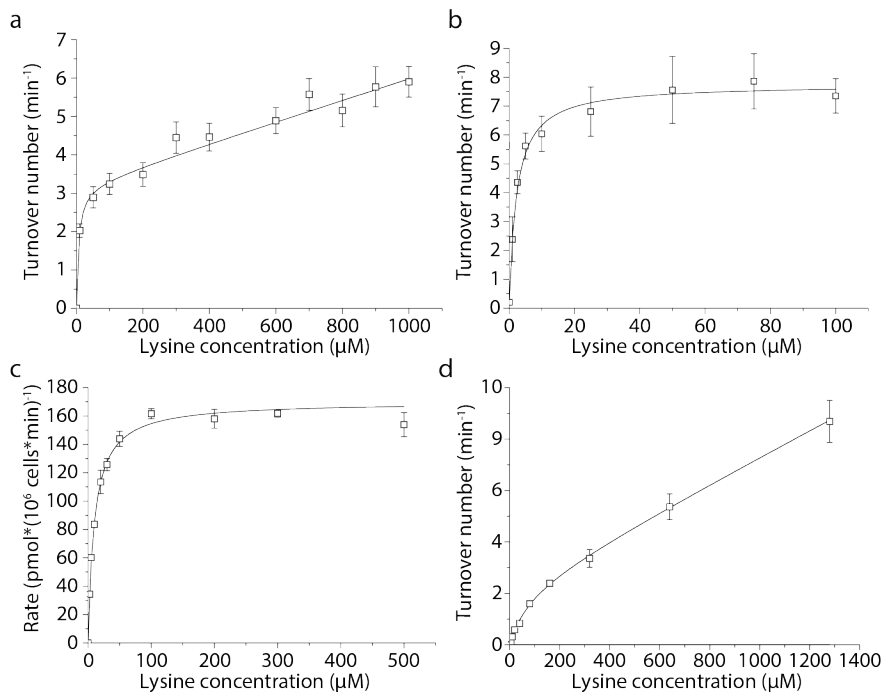 a
Turnover number (min⁻¹)
7
6
5
4
3
2
1
0
0 200 400 600 800 1000
Lysine concentration (µM)
b
Turnover number (min⁻¹)
9
8
7
6
5
4
3
2
1
0
0 20 40 60 80 100
Lysine concentration (µM)
c
Rate (pmol*(10⁶ cells*min)⁻¹)
180
160
140
120
100
80
60
40
20
0
0 100 200 300 400 500
Lysine concentration (µM)
d
Turnover number (min⁻¹)
10
9
6
4
2
0
0 200 400 600 800 1000 1200 1400
Lysine concentration (µM)